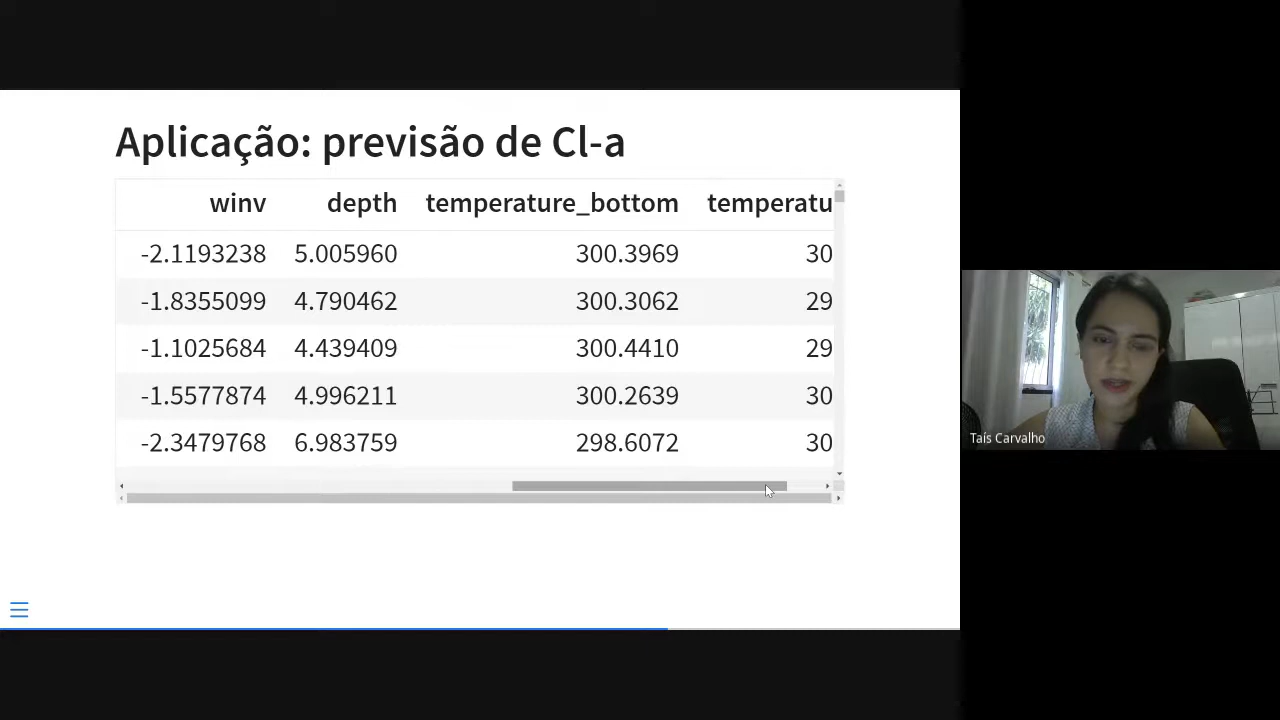 Aplicação: previsão de Cl-a
winv depth temperature_bottom temperatu
-2.1193238 5.005960 300.3969 30
-1.8355099 4.790462 300.3062 29
-1.1025684 4.439409 300.4410 29
-1.5577874 4.996211 300.2639 30
-2.3479768 6.983759 298.6072 30
Taís Carvalho